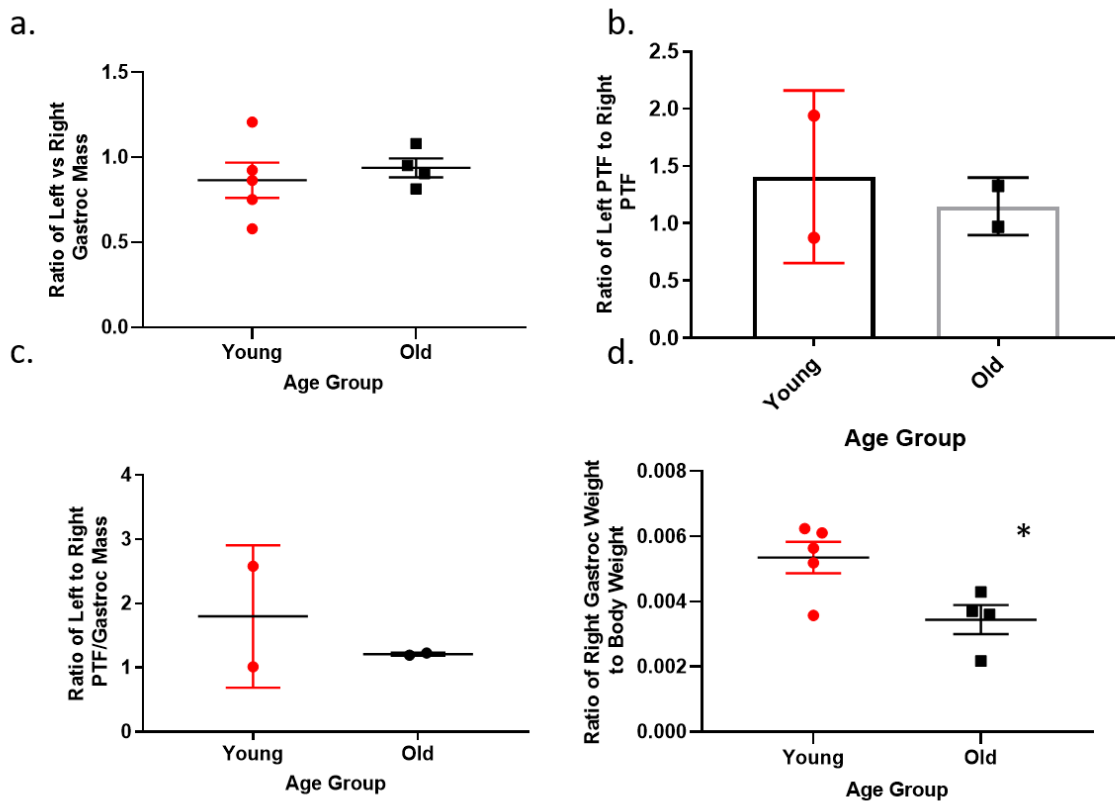 a.
Ratio of Left vs Right
Gastroc Mass
1.5
1.0
0.5
0.0
Young
Old
Age Group
b.
Ratio of Left PTF to Right
PTF
2.5
2.0
1.5
1.0
0.5
0.0
Young
Old
Age Group
c.
Ratio of Left to Right
PTF/Gastroc Mass
4
3
2
1
0
Young
Old
Age Group
d.
Ratio of Right Gastroc Weight
to Body Weight
0.008
0.006
0.004
0.002
0.000
*
Young
Old
Age Group